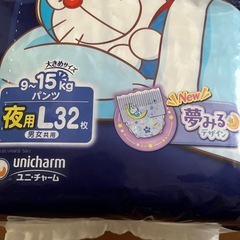 大きめサイズ
9~15kg
パンツ
夜用L32枚
男女共用
New
夢みる
デザイン
unicharm
ユニ・チャーム